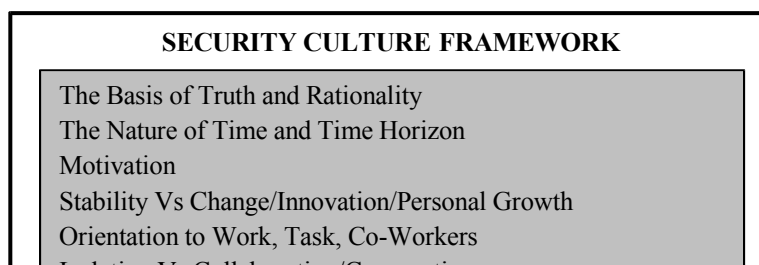 SECURITY CULTURE FRAMEWORK
The Basis of Truth and Rationality
The Nature of Time and Time Horizon
Motivation
Stability Vs Change/Innovation/Personal Growth
Orientation to Work, Task, Co-Workers